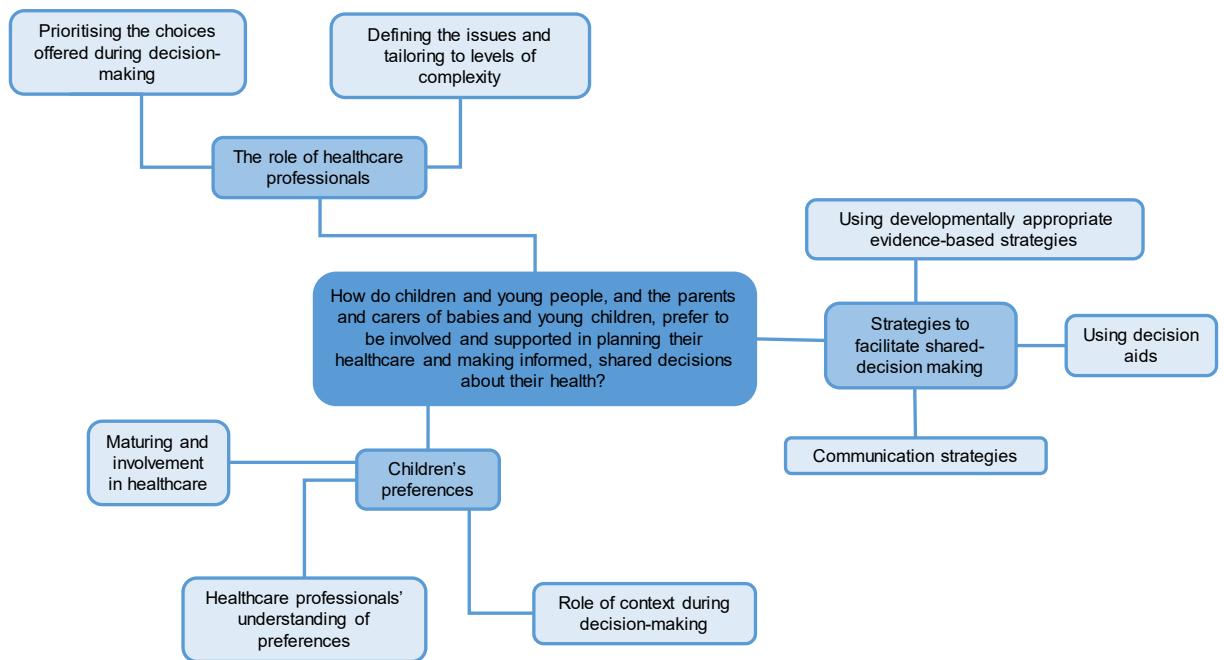 Prioritising the choices
offered during decision-
making
Defining the issues and
tailoring to levels of
complexity
The role of healthcare
professionals
Using developmentally appropriate
evidence-based strategies
How do children and young people, and the parents
and carers of babies and young children, prefer to
be involved and supported in planning their
healthcare and making informed, shared decisions
about their health?
Strategies to
facilitate shared-
decision making
Using decision
aids
Communication strategies
Maturing and
involvement
in healthcare
Children's
preferences
Healthcare professionals'
understanding of
preferences
Role of context during
decision-making